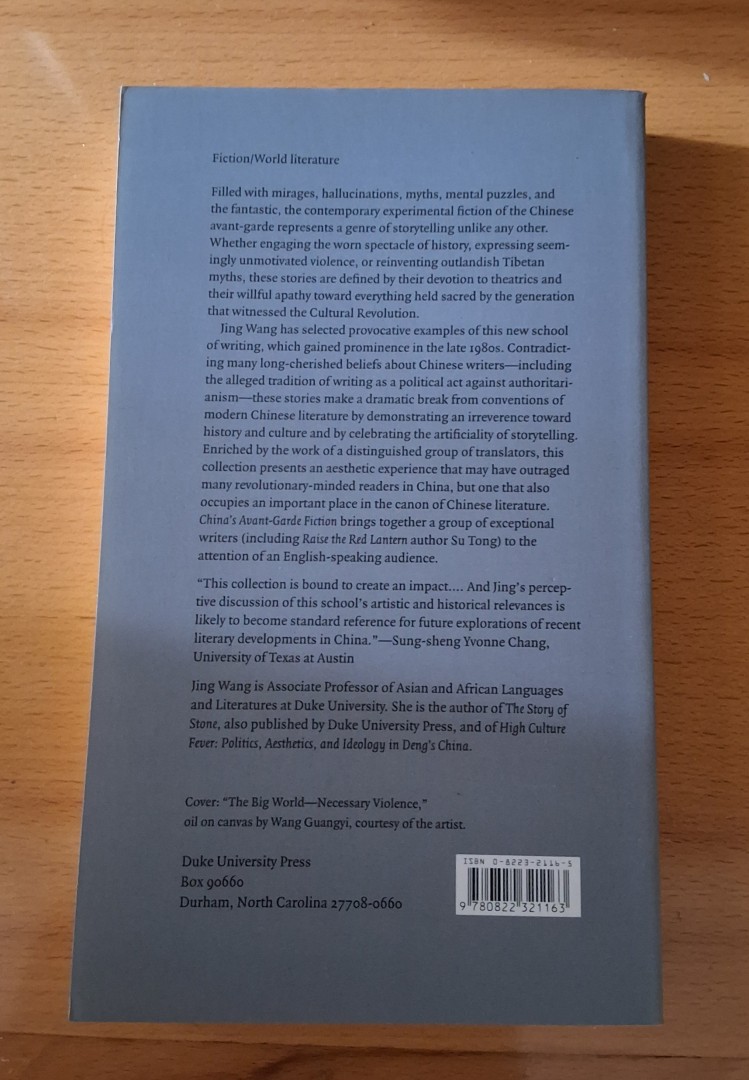 Fiction/World literature
Filled with mirages, hallucinations, myths, mental puzzles, and
the fantastic, the contemporary experimental fiction of the Chinese
avant-garde represents a genre of storytelling unlike any other.
Whether engaging the worn spectacle of history, expressing seem-
ingly unmotivated violence, or reinventing outlandish Tibetan
myths, these stories are defined by their devotion to theatrics and
their willful apathy toward everything held sacred by the generation
that witnessed the Cultural Revolution.
Jing Wang has selected provocative examples of this new school
of writing, which gained prominence in the late 1980s. Contradict-
ing many long-cherished beliefs about Chinese writers—including
the alleged tradition of writing as a political act against authoritari-
anism—these stories make a dramatic break from conventions of
modern Chinese literature by demonstrating an irreverence toward
history and culture and by celebrating the artificiality of storytelling.
Enriched by the work of a distinguished group of translators, this
collection presents an aesthetic experience that may have outraged
many revolutionary-minded readers in China, but one that also
occupies an important place in the canon of Chinese literature.
China's Avant-Garde Fiction brings together a group of exceptional
writers (including Raise the Red Lantern author Su Tong) to the
attention of an English-speaking audience.
"This collection is bound to create an impact.... And Jing's percep-
tive discussion of this school's artistic and historical relevances is
likely to become standard reference for future explorations of recent
literary developments in China."—Sung-sheng Yvonne Chang,
University of Texas at Austin
Jing Wang is Associate Professor of Asian and African Languages
and Literatures at Duke University. She is the author of The Story of
Stone, also published by Duke University Press, and of High Culture
Fever: Politics, Aesthetics, and Ideology in Deng's China.
Cover: "The Big World—Necessary Violence,"
oil on canvas by Wang Guangyi, courtesy of the artist.
Duke University Press
Box 90660
Durham, North Carolina 27708-0660
ISBN 0-8223-2116-5
9 780822 321163